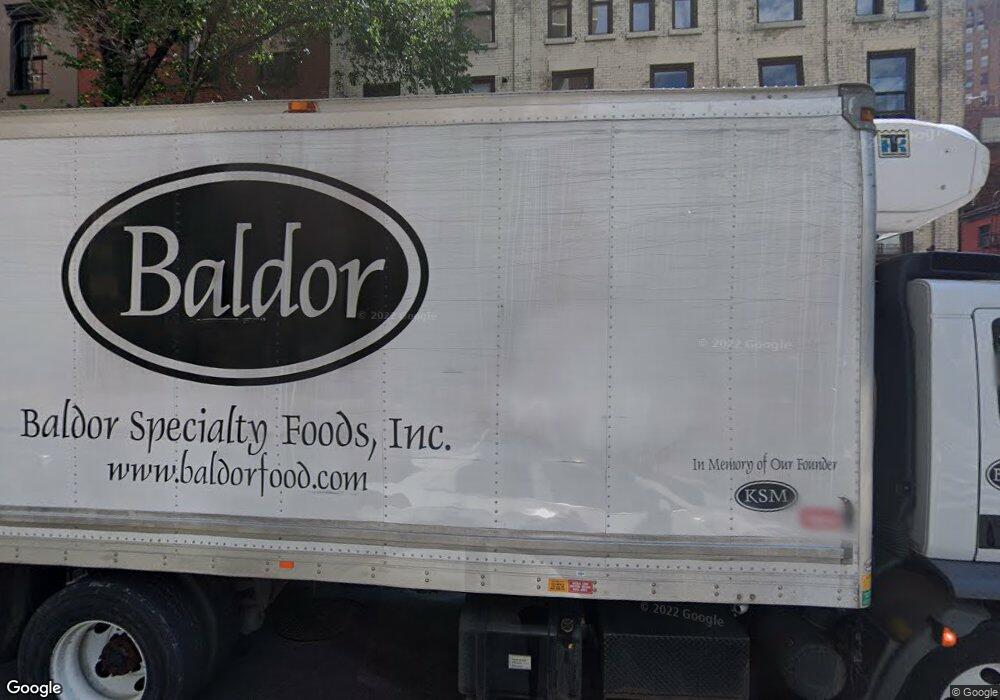 Baldor
Baldor Specialty Foods, Inc.
www.baldorfood.com
In Memory of Our Founder
KSM
TK
© 2022 Google
© 2022 Google
© 2022 Google
Google
© Google